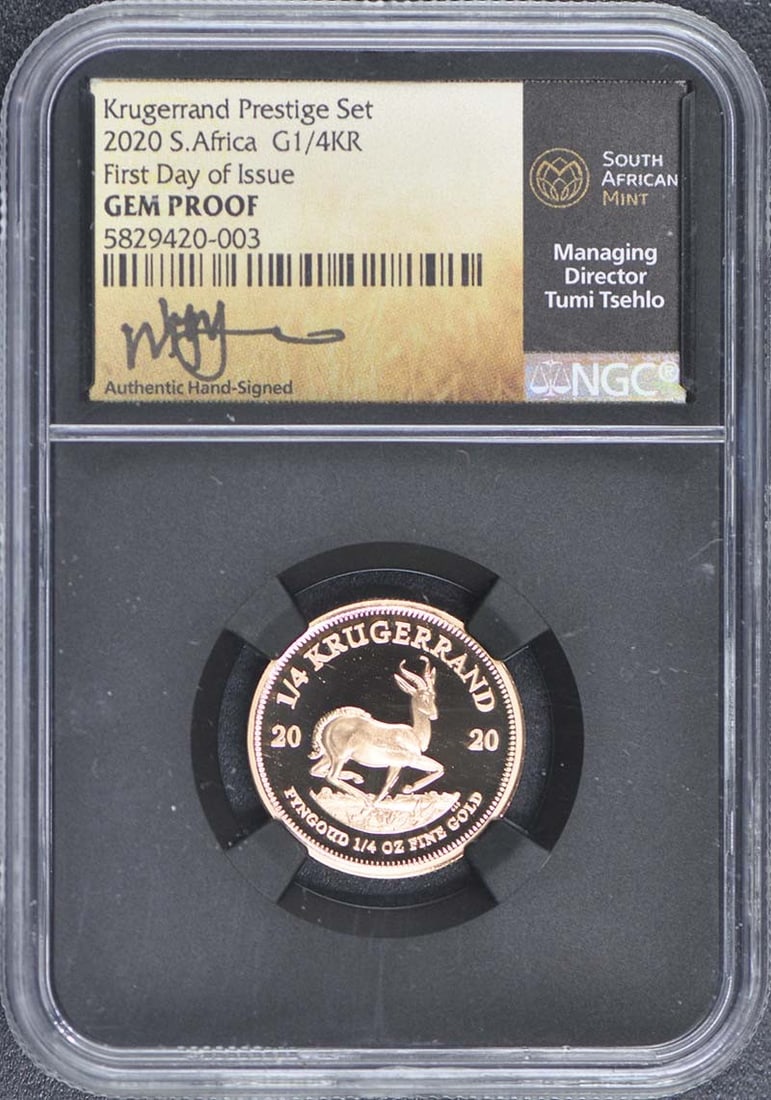 Krugerrand Prestige Set
2020 S.Africa G1/4KR
First Day of Issue
GEM PROOF
5829420-003
Authentic Hand-Signed
SOUTH
AFRICAN
MINT
Managing
Director
Tumi Tsehlo
NGC®
1/4 KRUGERRAND
20 20
FYNGOUD 1/4 OZ FINE GOLD